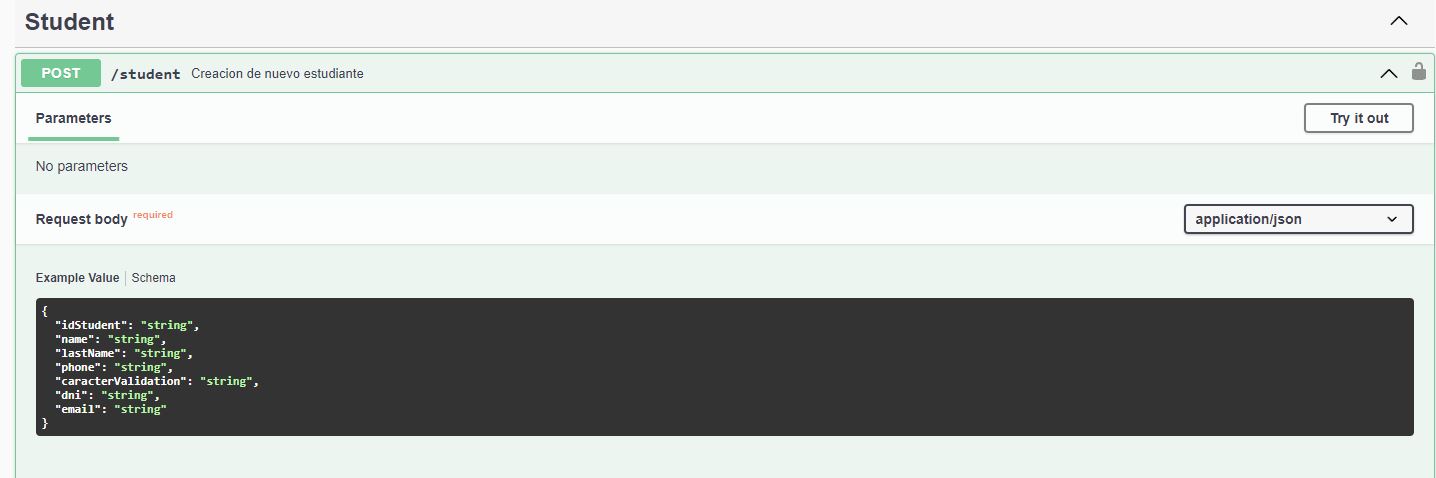 Student
POST /student Creacion de nuevo estudiante
Parameters Try it out
No parameters
Request body required application/json
Example Value Schema
{
"idStudent": "string",
"name": "string",
"lastName": "string",
"phone": "string",
"caracterValidation": "string",
"dni": "string",
"email": "string"
}